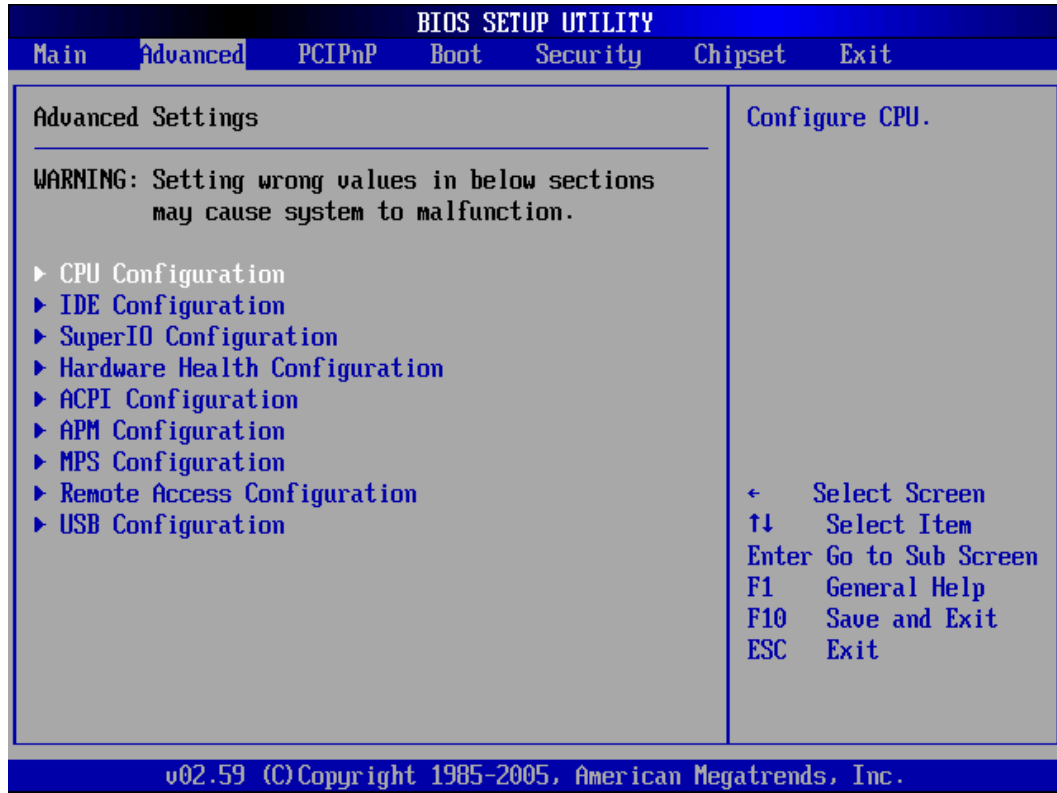 BIOS SETUP UTILITY
Main Advanced PCIPnP Boot Security Chipset Exit
Advanced Settings
WARNING: Setting wrong values in below sections
may cause system to malfunction.
CPU Configuration
IDE Configuration
SuperIO Configuration
Hardware Health Configuration
ACPI Configuration
APM Configuration
MPS Configuration
Remote Access Configuration
USB Configuration
Configure CPU.
← Select Screen
↑↓ Select Item
Enter Go to Sub Screen
F1 General Help
F10 Save and Exit
ESC Exit
v02.59 (C)Copyright 1985-2005, American Megatrends, Inc.